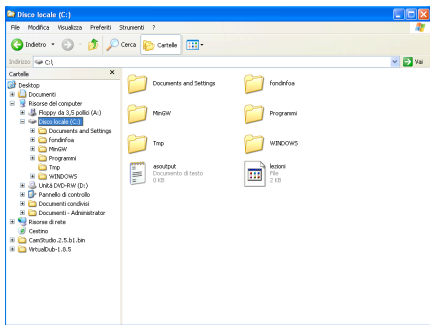 Disco locale (C:)
File Modifica Visualizza Preferiti Strumenti ?
Indietro Cerca Cartelle
Indirizzo C:\ Vai
Cartelle
Desktop
Documenti
Risorse del computer
Floppy da 3,5 pollici (A:)
Disco locale (C:)
Documents and Settings
fondinfoa
MinGW
Programmi
Tmp
WINDOWS
Unità DVD-RW (D:)
Pannello di controllo
Documenti condivisi
Documenti - Administrator
Risorse di rete
Cestino
CamStudio.2.5.b1.bin
VirtualDub-1.8.5
Documents and Settings
fondinfoa
MinGW
Programmi
Tmp
WINDOWS
asoutput
Documento di testo
0 KB
lezioni
File
2 KB